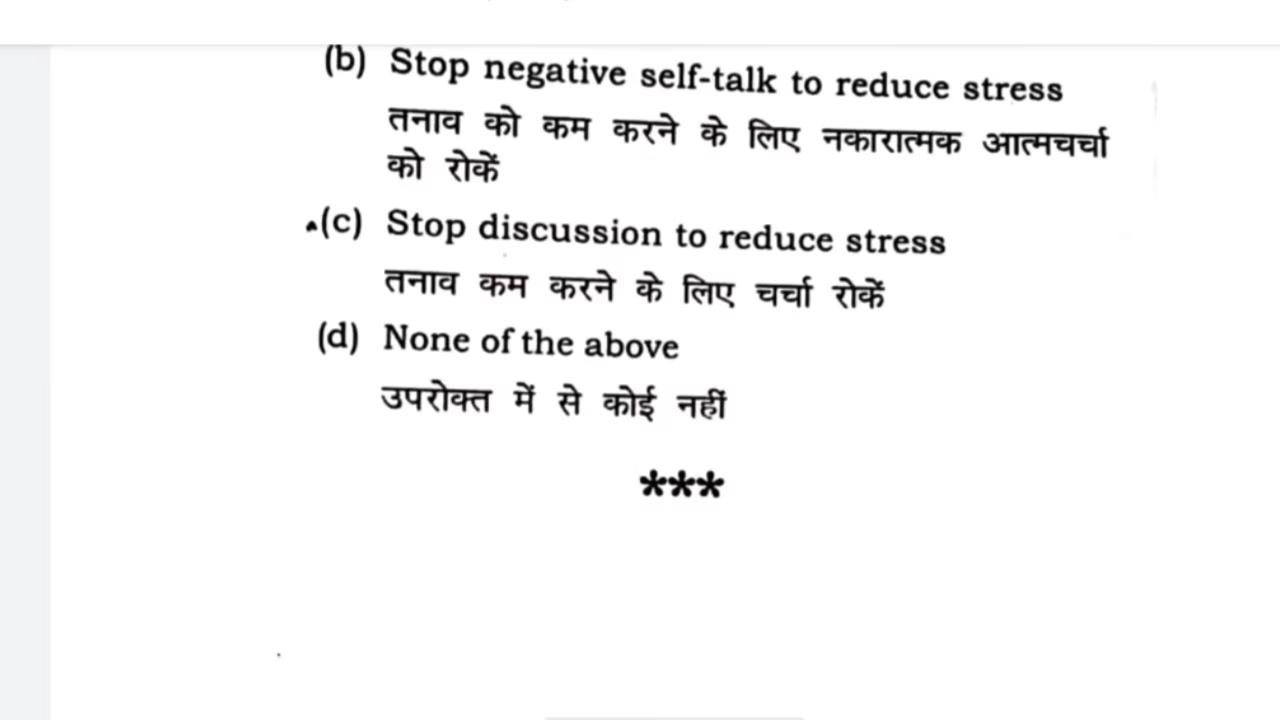 (b) Stop negative self-talk to reduce stress
तनाव को कम करने के लिए नकारात्मक आत्मचर्चा
को रोकें
(c) Stop discussion to reduce stress
तनाव कम करने के लिए चर्चा रोकें
(d) None of the above
उपरोक्त में से कोई नहीं
***